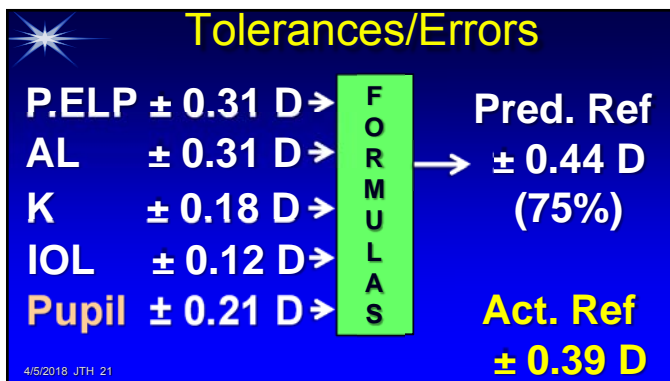 Tolerances/Errors
P.ELP ± 0.31 D
AL ± 0.31 D
K ± 0.18 D
IOL ± 0.12 D
Pupil ± 0.21 D
FORMULAS
Pred. Ref
± 0.44 D
(75%)
Act. Ref
± 0.39 D
4/5/2018 JTH 21